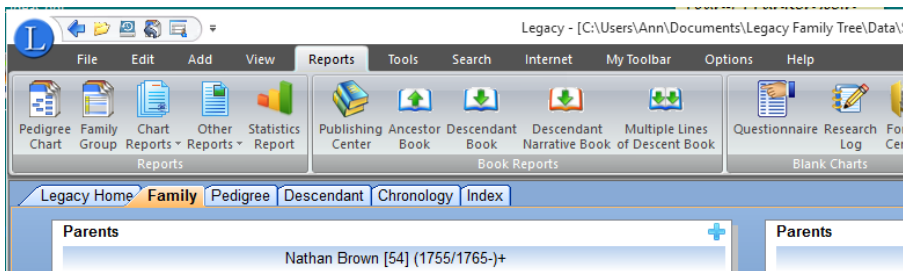 L
Legacy - [C:\Users\Ann\Documents\Legacy Family Tree\Data\
File Edit Add View Reports Tools Search Internet My Toolbar Options Help
Pedigree Family Chart Other Statistics Publishing Ancestor Descendant Descendant Multiple Lines Questionnaire Research
Chart Group Reports Reports Report Center Book Book Narrative Book of Descent Book Log
Reports Book Reports Blank Charts
Legacy Home Family Pedigree Descendant Chronology Index
Parents Parents
Nathan Brown [54] (1755/1765-)+